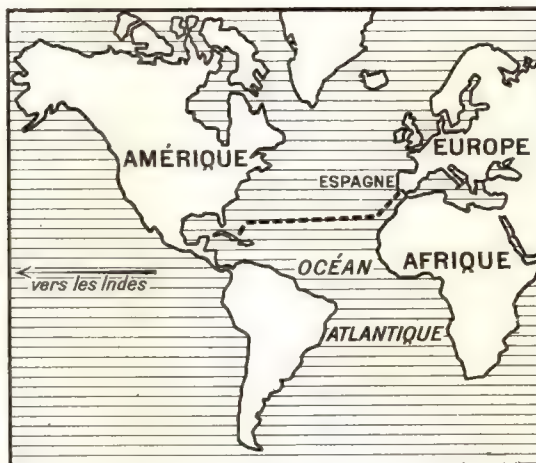 AMÉRIQUE
EUROPE
ESPAGNE
OCÉAN
AFRIQUE
vers les Indes
ATLANTIQUE